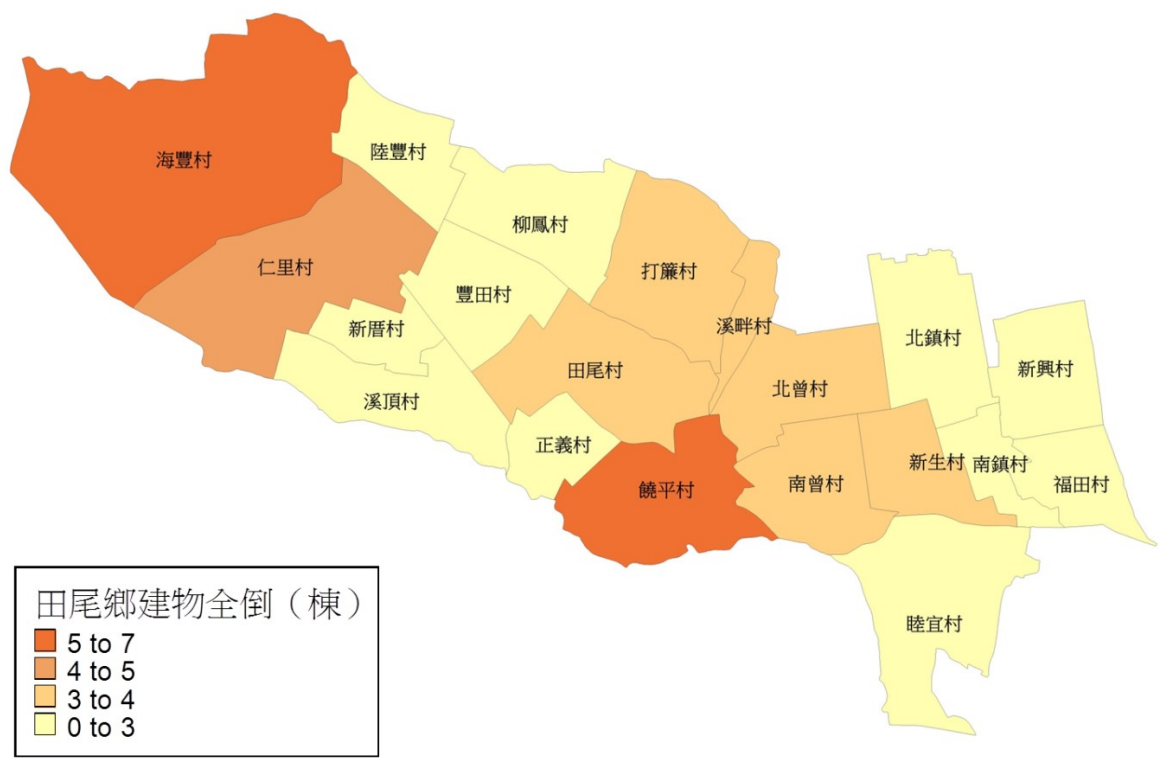 海豐村
陸豐村
柳鳳村
仁里村
打簾村
豐田村
新厝村
溪畔村
北鎮村
田尾村
新興村
北曾村
溪頂村
正義村
新生村
南鎮村
饒平村
南曾村
福田村
睦宜村
田尾鄉建物全倒（棟）
5 to 7
4 to 5
3 to 4
0 to 3